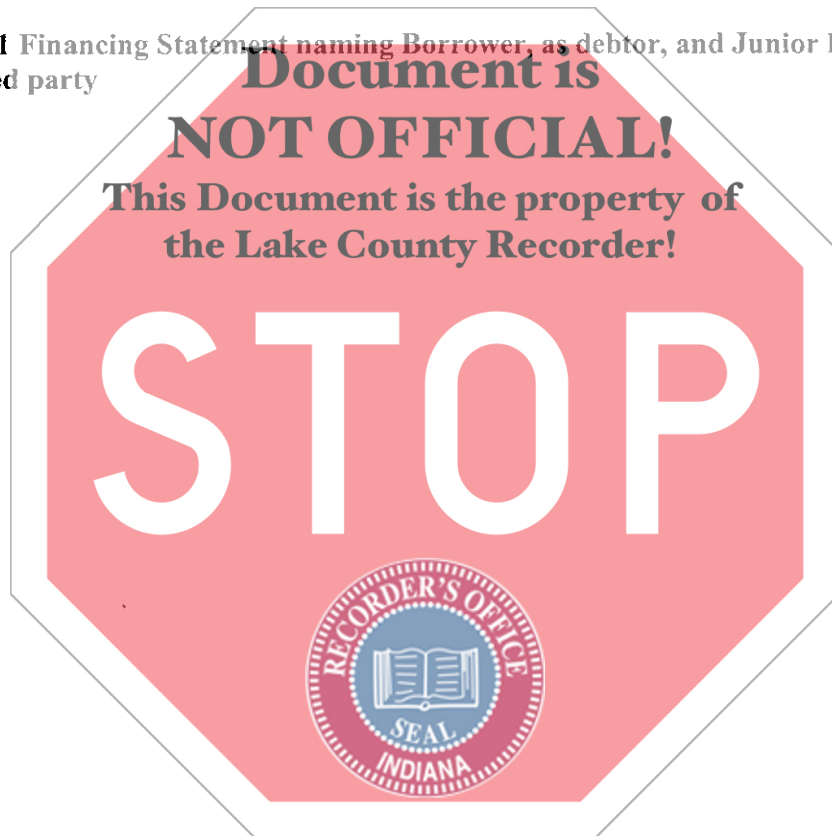 Financing Statement naming Borrower, as debtor, and Junior
party
Document is
NOT OFFICIAL!
This Document is the property of
the Lake County Recorder!
STOP
RECORDER'S OFFICE
SEAL
INDIANA